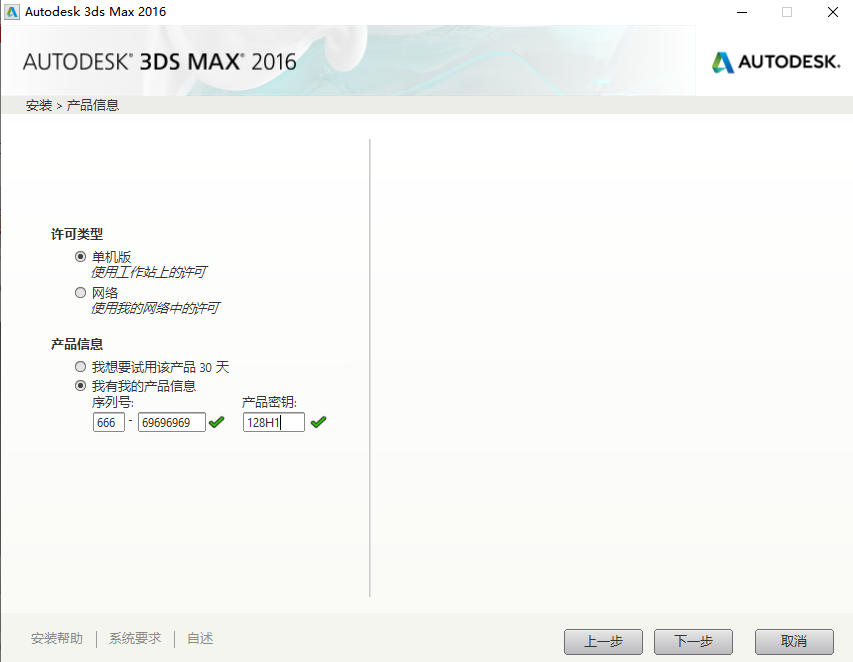 Autodesk 3ds Max 2016
AUTODESK® 3DS MAX® 2016
AUTODESK.
安装 > 产品信息
许可类型
单机版
使用工作站上的许可
网络
使用我的网络中的许可
产品信息
我想要试用该产品 30 天
我有我的产品信息
序列号: 产品密钥:
666 - 69696969 128H1
安装帮助 系统要求 自述 上一步 下一步 取消